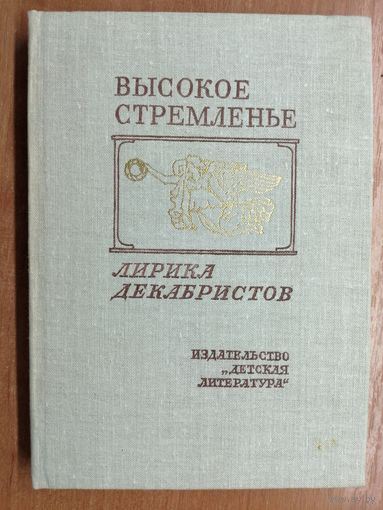 ВЫСОКОЕ
СТРЕМЛЕНЬЕ
ЛИРИКА
ДЕКАБРИСТОВ
ИЗДАТЕЛЬСТВО
„ДЕТСКАЯ
ЛИТЕРАТУРА"